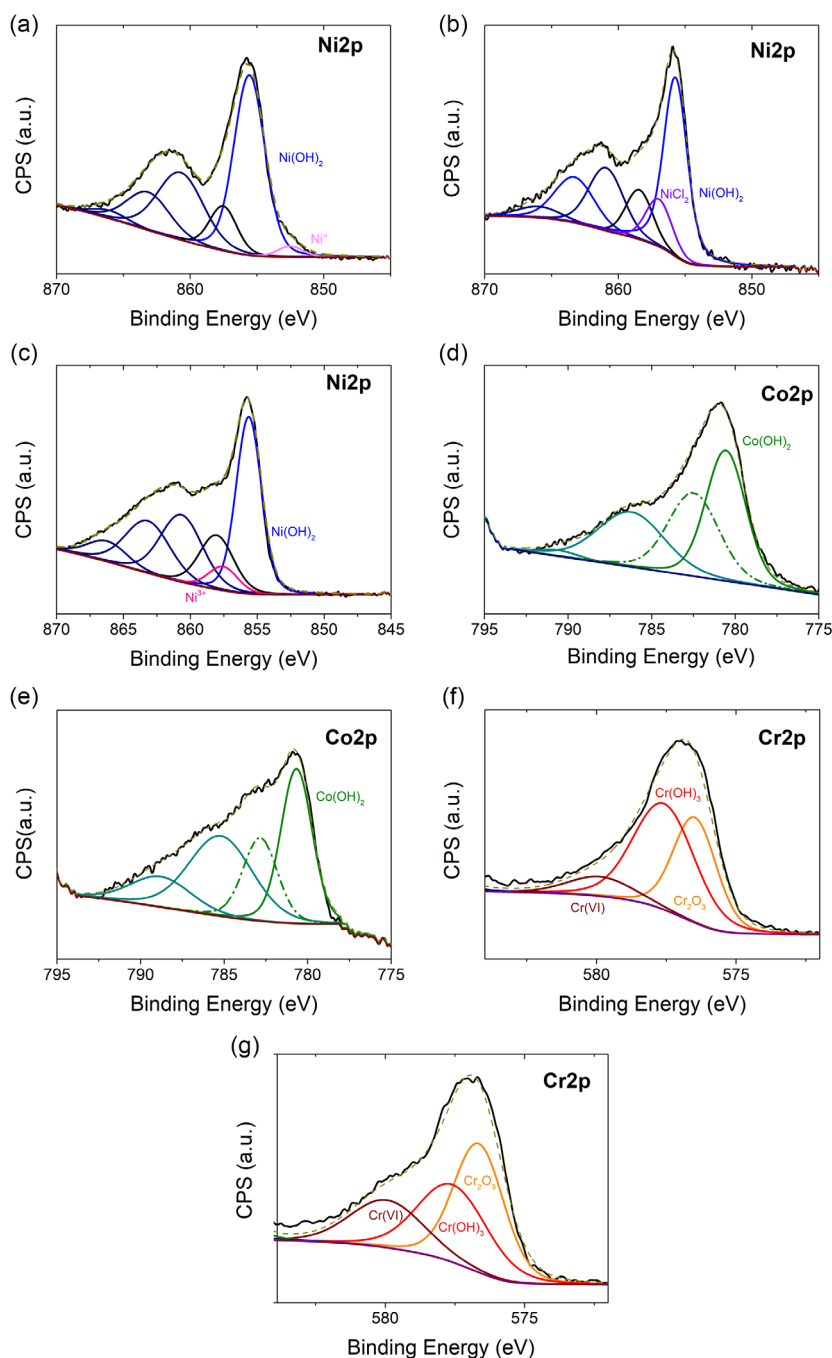 (a)
Ni2p
CPS (a.u.)
Ni(OH)₂
Niº
870 860 850
Binding Energy (eV)
(b)
Ni2p
CPS (a.u.)
NiCl₂
Ni(OH)₂
870 860 850
Binding Energy (eV)
(c)
Ni2p
CPS (a.u.)
Ni(OH)₂
Ni³⁺
870 865 860 855 850 845
Binding Energy (eV)
(d)
Co2p
CPS (a.u.)
Co(OH)₂
795 790 785 780 775
Binding Energy (eV)
(e)
Co2p
CPS(a.u.)
Co(OH)₂
795 790 785 780 775
Binding Energy (eV)
(f)
Cr2p
CPS (a.u.)
Cr(OH)₃
Cr(VI)
Cr₂O₃
580 575
Binding Energy (eV)
(g)
Cr2p
CPS (a.u.)
Cr₂O₃
Cr(VI)
Cr(OH)₃
580 575
Binding Energy (eV)